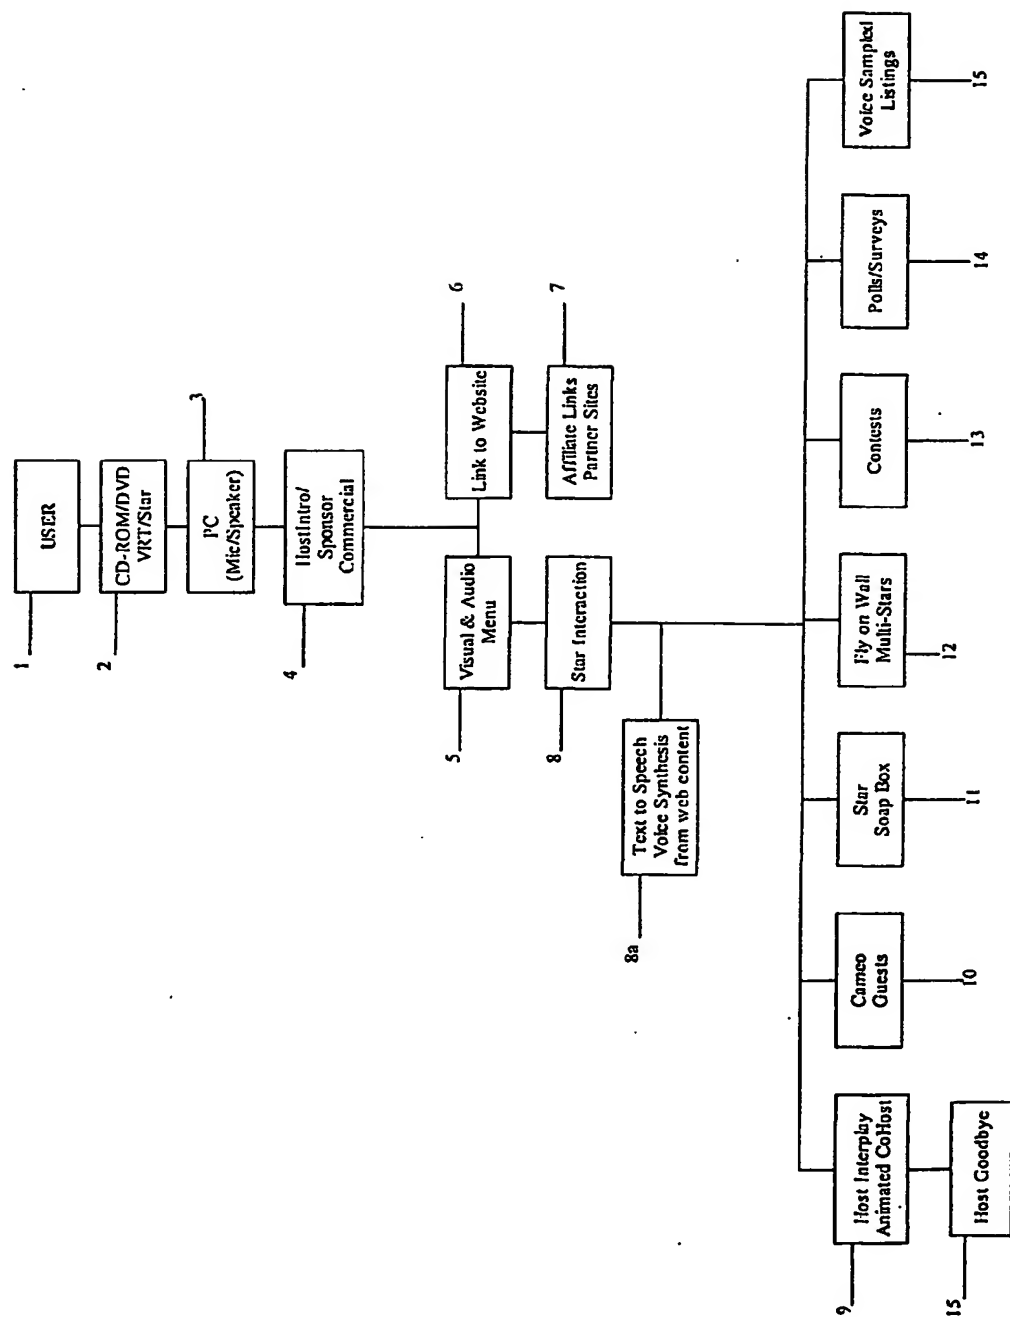 1
USER
2
CD-ROM/DVD
VRT/Star
3
PC
(Mic/Speaker)
4
Host Intro/
Sponsor
Commercial
5
Visual & Audio
Menu
6
Link to Website
7
Affiliate Links
Partner Sites
8
Star Interaction
8a
Text to Speech
Voice Synthesis
from web content
9
Host Interplay
Animated CoHost
15
Host Goodbye
Cameo
Guests
10
Star
Soap Box
11
Fly on Wall
Multi-Stars
12
Contests
13
Polls/Surveys
14
Voice Sampled
Listings
15